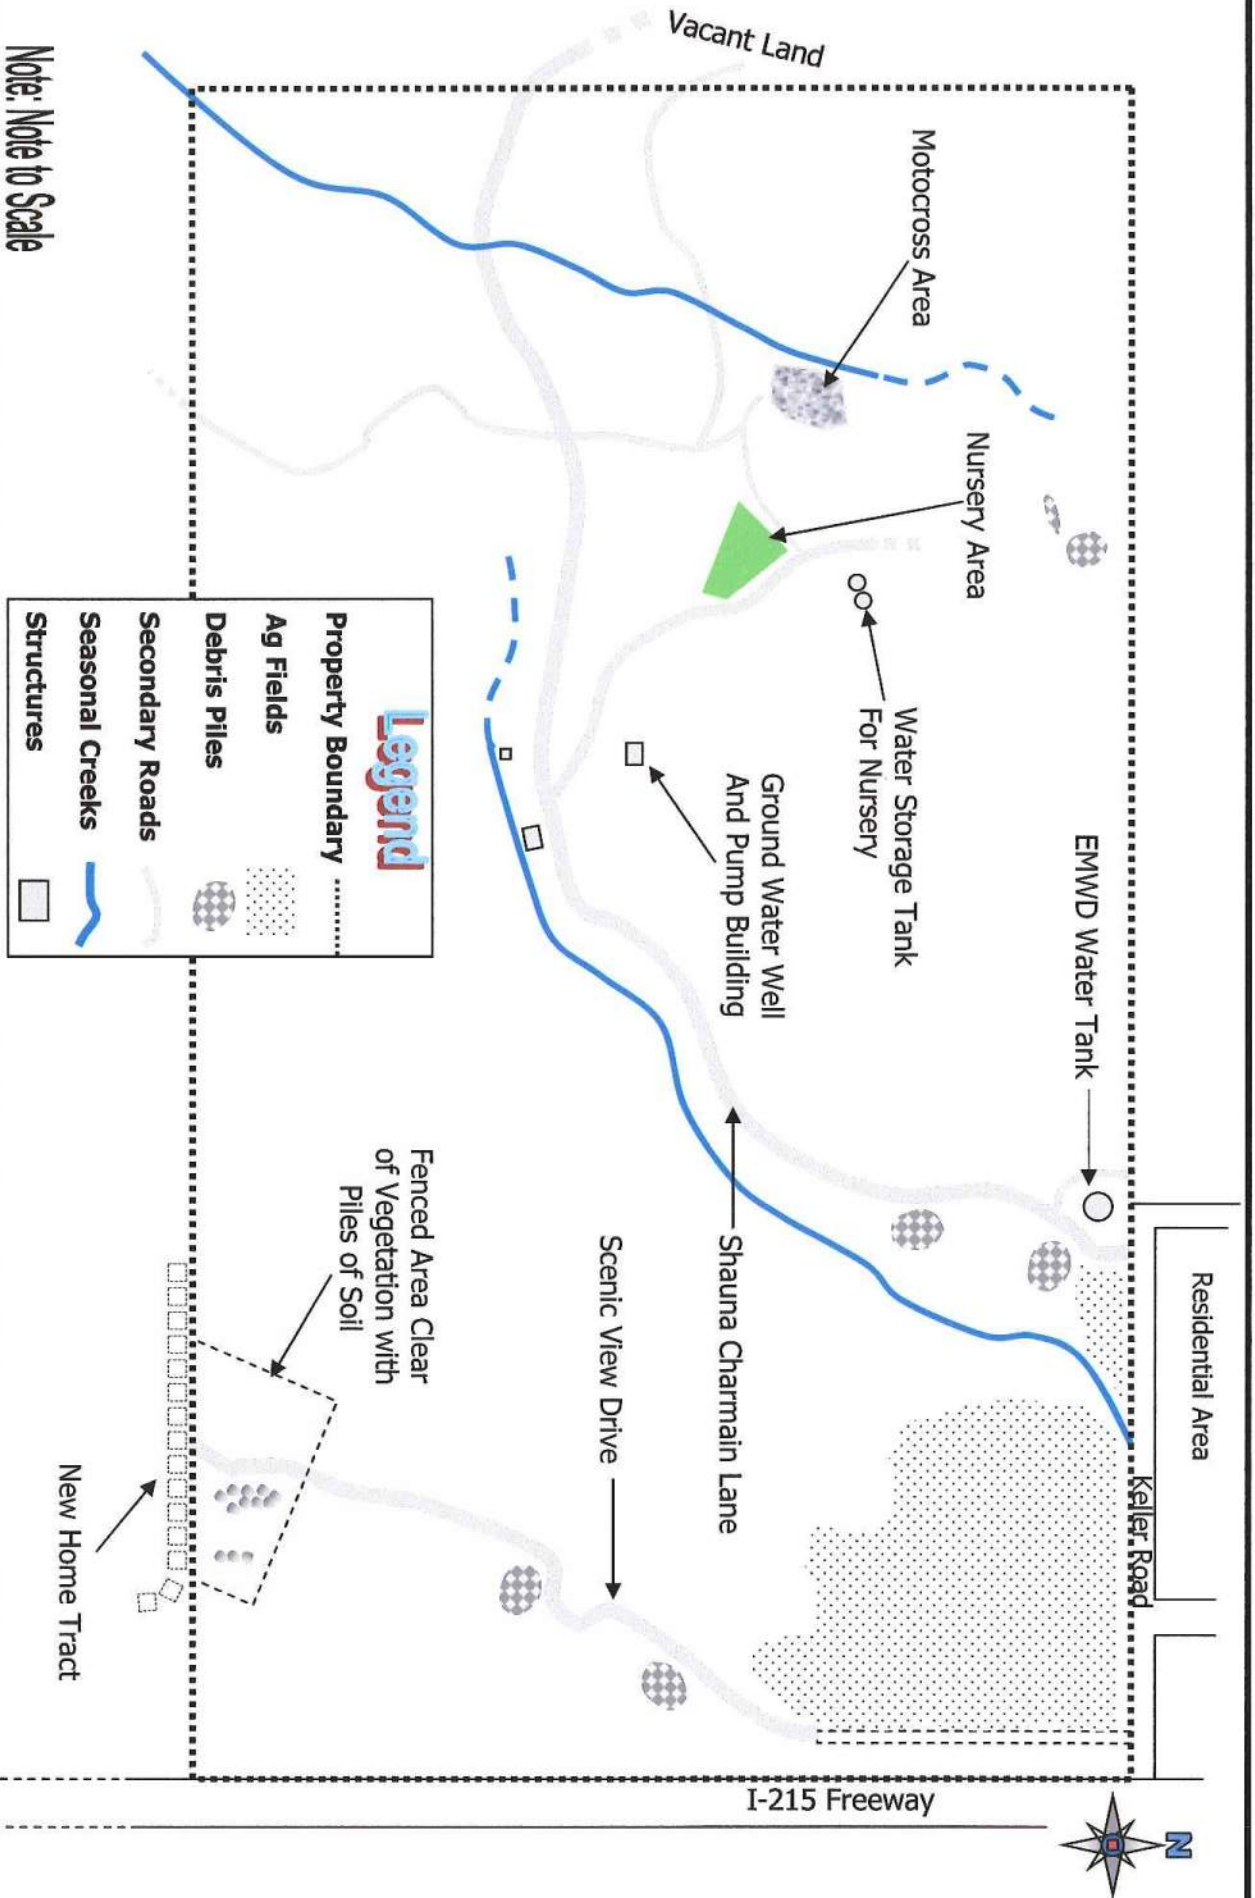 Vacant Land
Residential Area
Keller Road
Motocross Area
Nursery Area
EMWD Water Tank
Water Storage Tank
For Nursery
Ground Water Well
And Pump Building
Shauna Charmain Lane
Scenic View Drive
Fenced Area Clear
of Vegetation with
Piles of Soil
New Home Tract
I-215 Freeway
N
Legend
Property Boundary
Ag Fields
Debris Piles
Secondary Roads
Seasonal Creeks
Structures
Note: Note to Scale